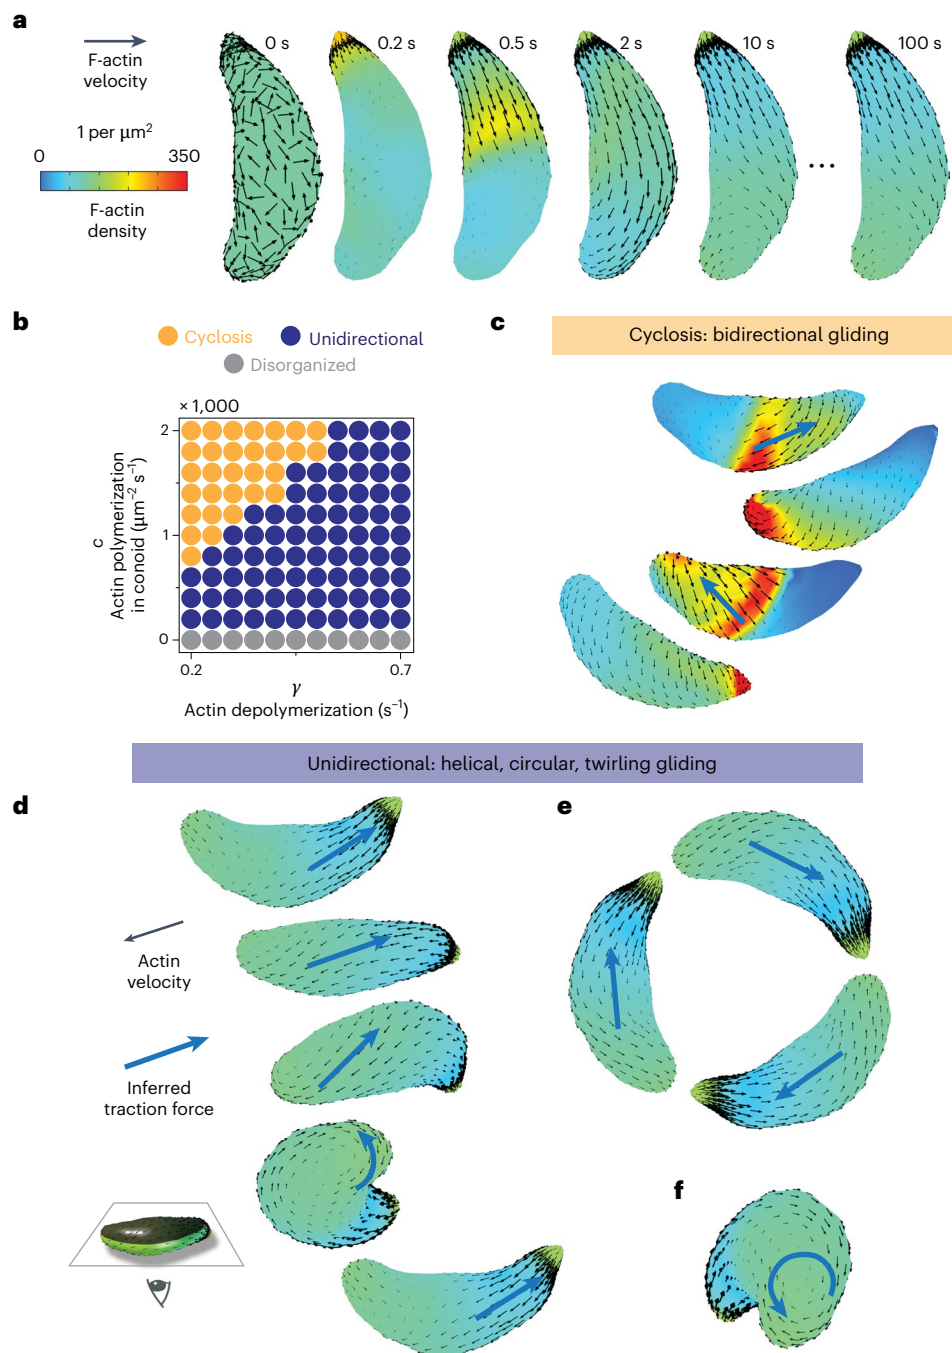 a
F-actin
velocity
0 s
0.2 s
0.5 s
2 s
10 s
100 s
1 per μm²
0
350
F-actin
density
...
b
Cyclosis
Unidirectional
Disorganized
× 1,000
2
1
0
c
Actin polymerization
in conoid (μm⁻² s⁻¹)
0.2
0.7
γ
Actin depolymerization (s⁻¹)
c
Cyclosis: bidirectional gliding
Unidirectional: helical, circular, twirling gliding
d
Actin
velocity
Inferred
traction force
e
f